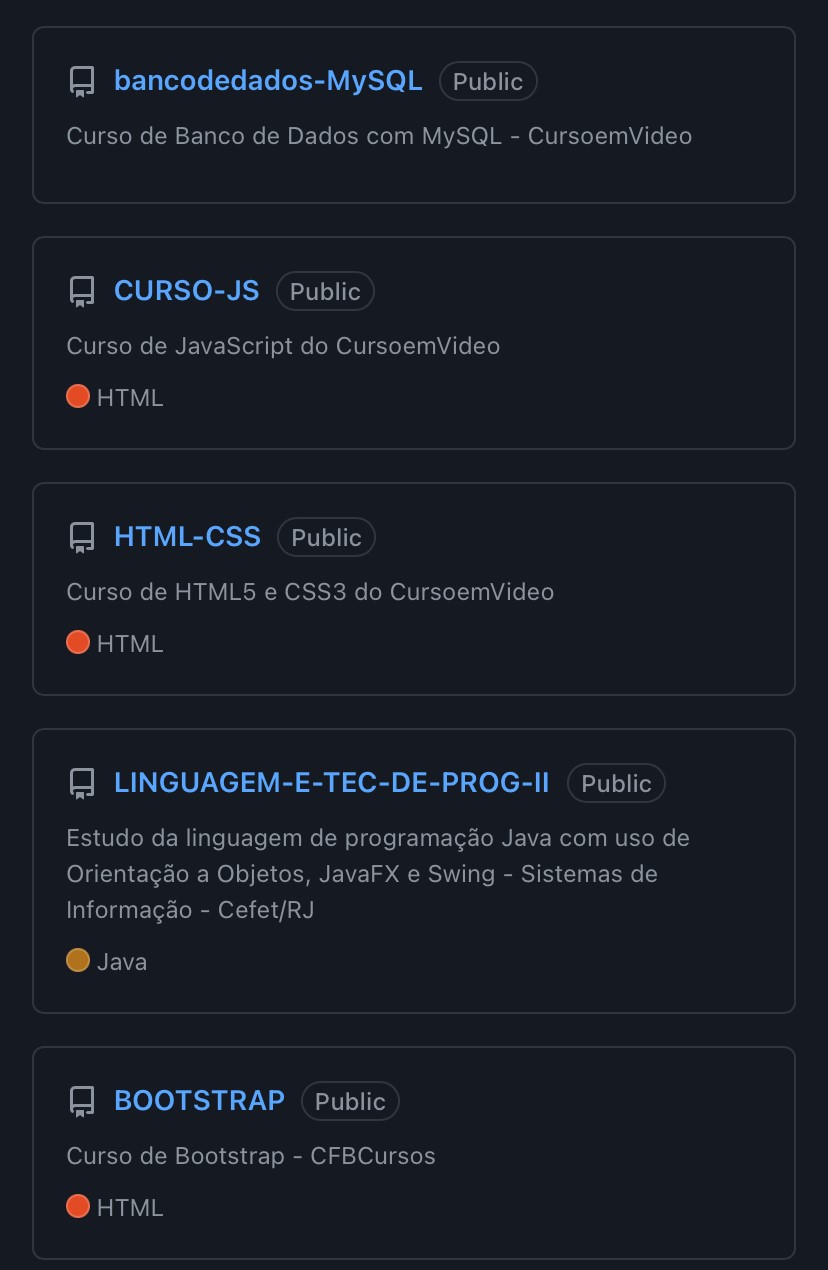 bancodedados-MySQL Public
Curso de Banco de Dados com MySQL - CursoemVideo
CURSO-JS Public
Curso de JavaScript do CursoemVideo
HTML
HTML-CSS Public
Curso de HTML5 e CSS3 do CursoemVideo
HTML
LINGUAGEM-E-TEC-DE-PROG-II Public
Estudo da linguagem de programação Java com uso de
Orientação a Objetos, JavaFX e Swing - Sistemas de
Informação - Cefet/RJ
Java
BOOTSTRAP Public
Curso de Bootstrap - CFBCursos
HTML